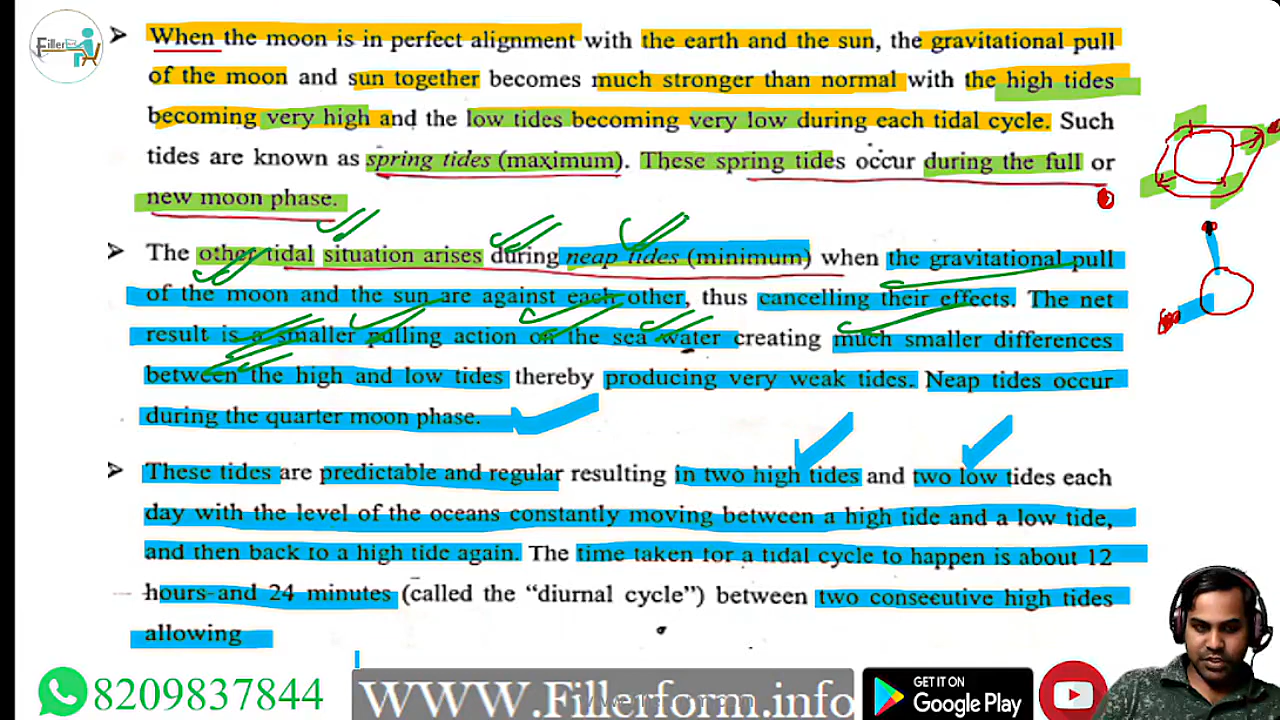 Filler
When the moon is in perfect alignment with the earth and the sun, the gravitational pull
of the moon and sun together becomes much stronger than normal with the high tides
becoming very high and the low tides becoming very low during each tidal cycle. Such
tides are known as spring tides (maximum). These spring tides occur during the full or
new moon phase.
The other tidal situation arises during neap tides (minimum) when the gravitational pull
of the moon and the sun are against each other, thus cancelling their effects. The net
result is a smaller pulling action on the sea water creating much smaller differences
between the high and low tides thereby producing very weak tides. Neap tides occur
during the quarter moon phase.
These tides are predictable and regular resulting in two high tides and two low tides each
day with the level of the oceans constantly moving between a high tide and a low tide,
and then back to a high tide again. The time taken for a tidal cycle to happen is about 12
hours and 24 minutes (called the “diurnal cycle”) between two consecutive high tides
allowing
8209837844
WWW.Fillerform.info
GET IT ON
Google Play